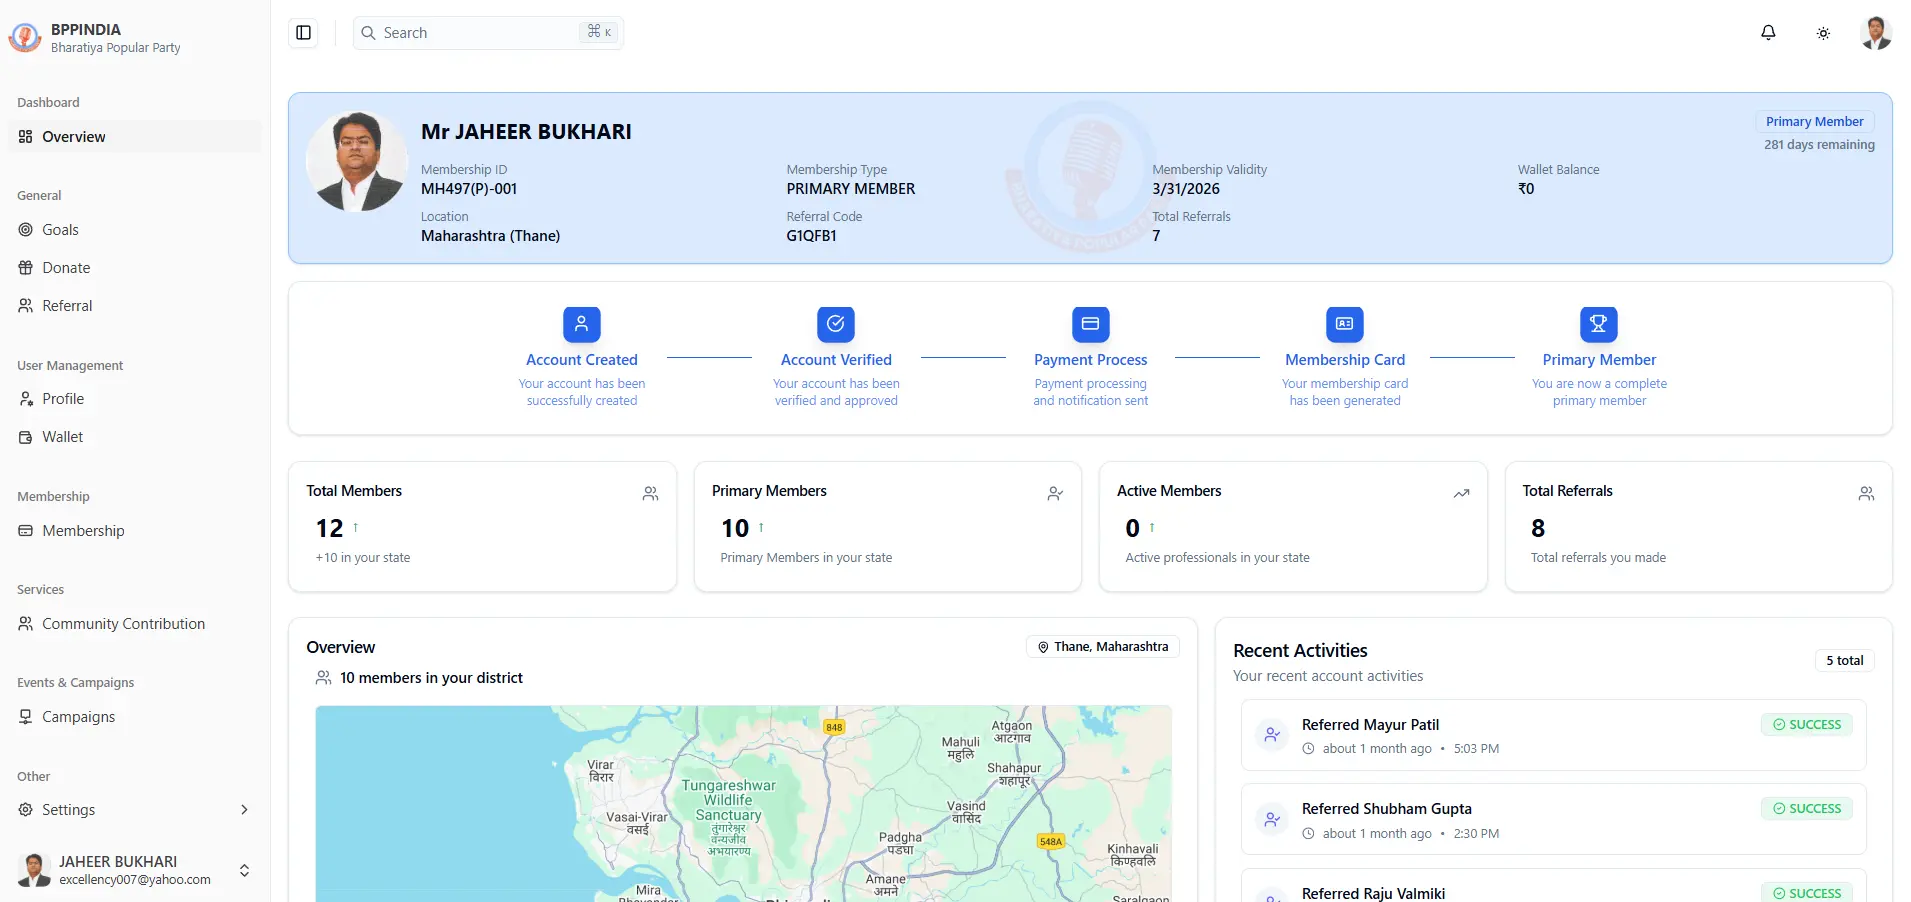 BPPINDIA
Bharatiya Popular Party
Search
⌘ K
Dashboard
Overview
General
Goals
Donate
Referral
User Management
Profile
Wallet
Membership
Membership
Services
Community Contribution
Events & Campaigns
Campaigns
Other
Settings
JAHEER BUKHARI
excellency007@yahoo.com
Mr JAHEER BUKHARI
Primary Member
281 days remaining
Membership ID
MH497(P)-001
Membership Type
PRIMARY MEMBER
Membership Validity
3/31/2026
Wallet Balance
₹0
Location
Maharashtra (Thane)
Referral Code
G1QFB1
Total Referrals
7
Account Created
Your account has been
successfully created
Account Verified
Your account has been
verified and approved
Payment Process
Payment processing
and notification sent
Membership Card
Your membership card
has been generated
Primary Member
You are now a complete
primary member
Total Members
12 ↑
+10 in your state
Primary Members
10 ↑
Primary Members in your state
Active Members
0 ↑
Active professionals in your state
Total Referrals
8
Total referrals you made
Overview
Thane, Maharashtra
10 members in your district
848
Atgaon
आटगाव
Mahuli
महुलि
Virar
विरार
Shahapur
शहापूर
Tungareshwar
Wildlife
Sanctuary
तुंगारेश्वर
वन्यजीव
अभयारण्य
Vasai-Virar
वसई
Vasind
वासिंद
Padgha
पडघा
548A
Kinhavali
किण्हवलि
Amane
अमने
Mira
Recent Activities
Your recent account activities
5 total
Referred Mayur Patil
about 1 month ago • 5:03 PM
SUCCESS
Referred Shubham Gupta
about 1 month ago • 2:30 PM
SUCCESS
Referred Raju Valmiki
SUCCESS